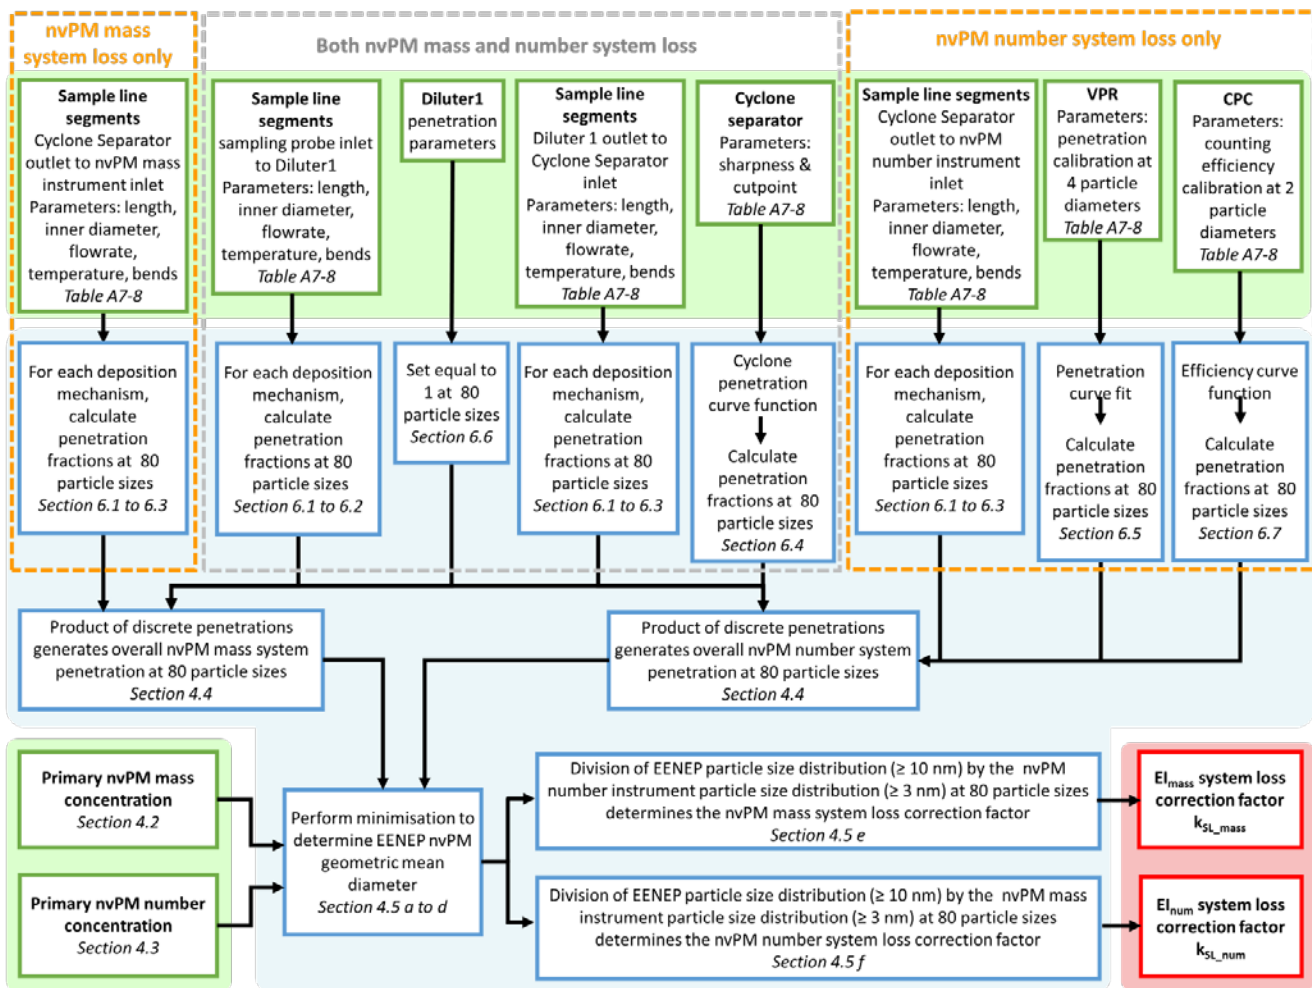 nvPM mass
system loss only
Both nvPM mass and number system loss
nvPM number system loss only
Sample line
segments
Cyclone Separator
outlet to nvPM mass
instrument inlet
Parameters: length,
inner diameter,
flowrate,
temperature, bends
Table A7-8
Sample line
segments
sampling probe inlet
to Diluter1
Parameters: length,
inner diameter,
flowrate,
temperature, bends
Table A7-8
Diluter1
penetration
parameters
Sample line
segments
Diluter 1 outlet to
Cyclone Separator
inlet
Parameters: length,
inner diameter,
flowrate,
temperature, bends
Table A7-8
Cyclone
separator
Parameters:
sharpness &
cutpoint
Table A7-8
Sample line segments
Cyclone Separator
outlet to nvPM
number instrument
inlet
Parameters: length,
inner diameter,
flowrate,
temperature, bends
Table A7-8
VPR
Parameters:
penetration
calibration at
4 particle
diameters
Table A7-8
CPC
Parameters:
counting
efficiency
calibration at 2
particle
diameters
Table A7-8
For each deposition
mechanism,
calculate
penetration
fractions at 80
particle sizes
Section 6.1 to 6.3
For each deposition
mechanism,
calculate
penetration
fractions at 80
particle sizes
Section 6.1 to 6.2
Set equal to
1 at 80
particle sizes
Section 6.6
For each deposition
mechanism,
calculate
penetration
fractions at 80
particle sizes
Section 6.1 to 6.3
Cyclone
penetration
curve function
Calculate
penetration
fractions at 80
particle sizes
Section 6.4
For each deposition
mechanism,
calculate
penetration
fractions at 80
particle sizes
Section 6.1 to 6.3
Penetration
curve fit
Calculate
penetration
fractions at 80
particle sizes
Section 6.5
Efficiency curve
function
Calculate
penetration
fractions at 80
particle sizes
Section 6.7
Product of discrete penetrations
generates overall nvPM mass system
penetration at 80 particle sizes
Section 4.4
Product of discrete penetrations
generates overall nvPM number system
penetration at 80 particle sizes
Section 4.4
Primary nvPM mass
concentration
Section 4.2
Primary nvPM number
concentration
Section 4.3
Perform minimisation to
determine EENEP nvPM
geometric mean
diameter
Section 4.5 a to d
Division of EENEP particle size distribution (≥ 10 nm) by the nvPM
number instrument particle size distribution (≥ 3 nm) at 80 particle sizes
determines the nvPM mass system loss correction factor
Section 4.5 e
Division of EENEP particle size distribution (≥ 10 nm) by the nvPM mass
instrument particle size distribution (≥ 3 nm) at 80 particle sizes
determines the nvPM number system loss correction factor
Section 4.5 f
EI_mass system loss
correction factor
k_SL_mass
EI_num system loss
correction factor
k_SL_num